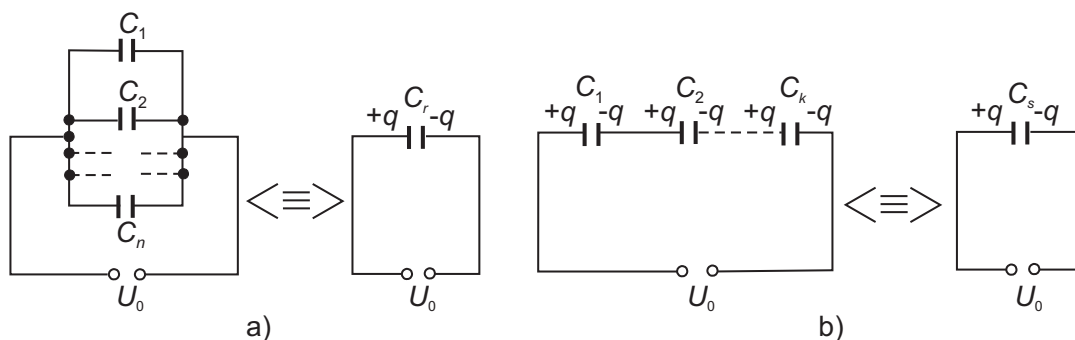 C1
C2
Cn
U0
+q Cr -q
U0
a)
+q C1 -q +q C2 -q +q Ck -q
U0
+q Cs -q
U0
b)